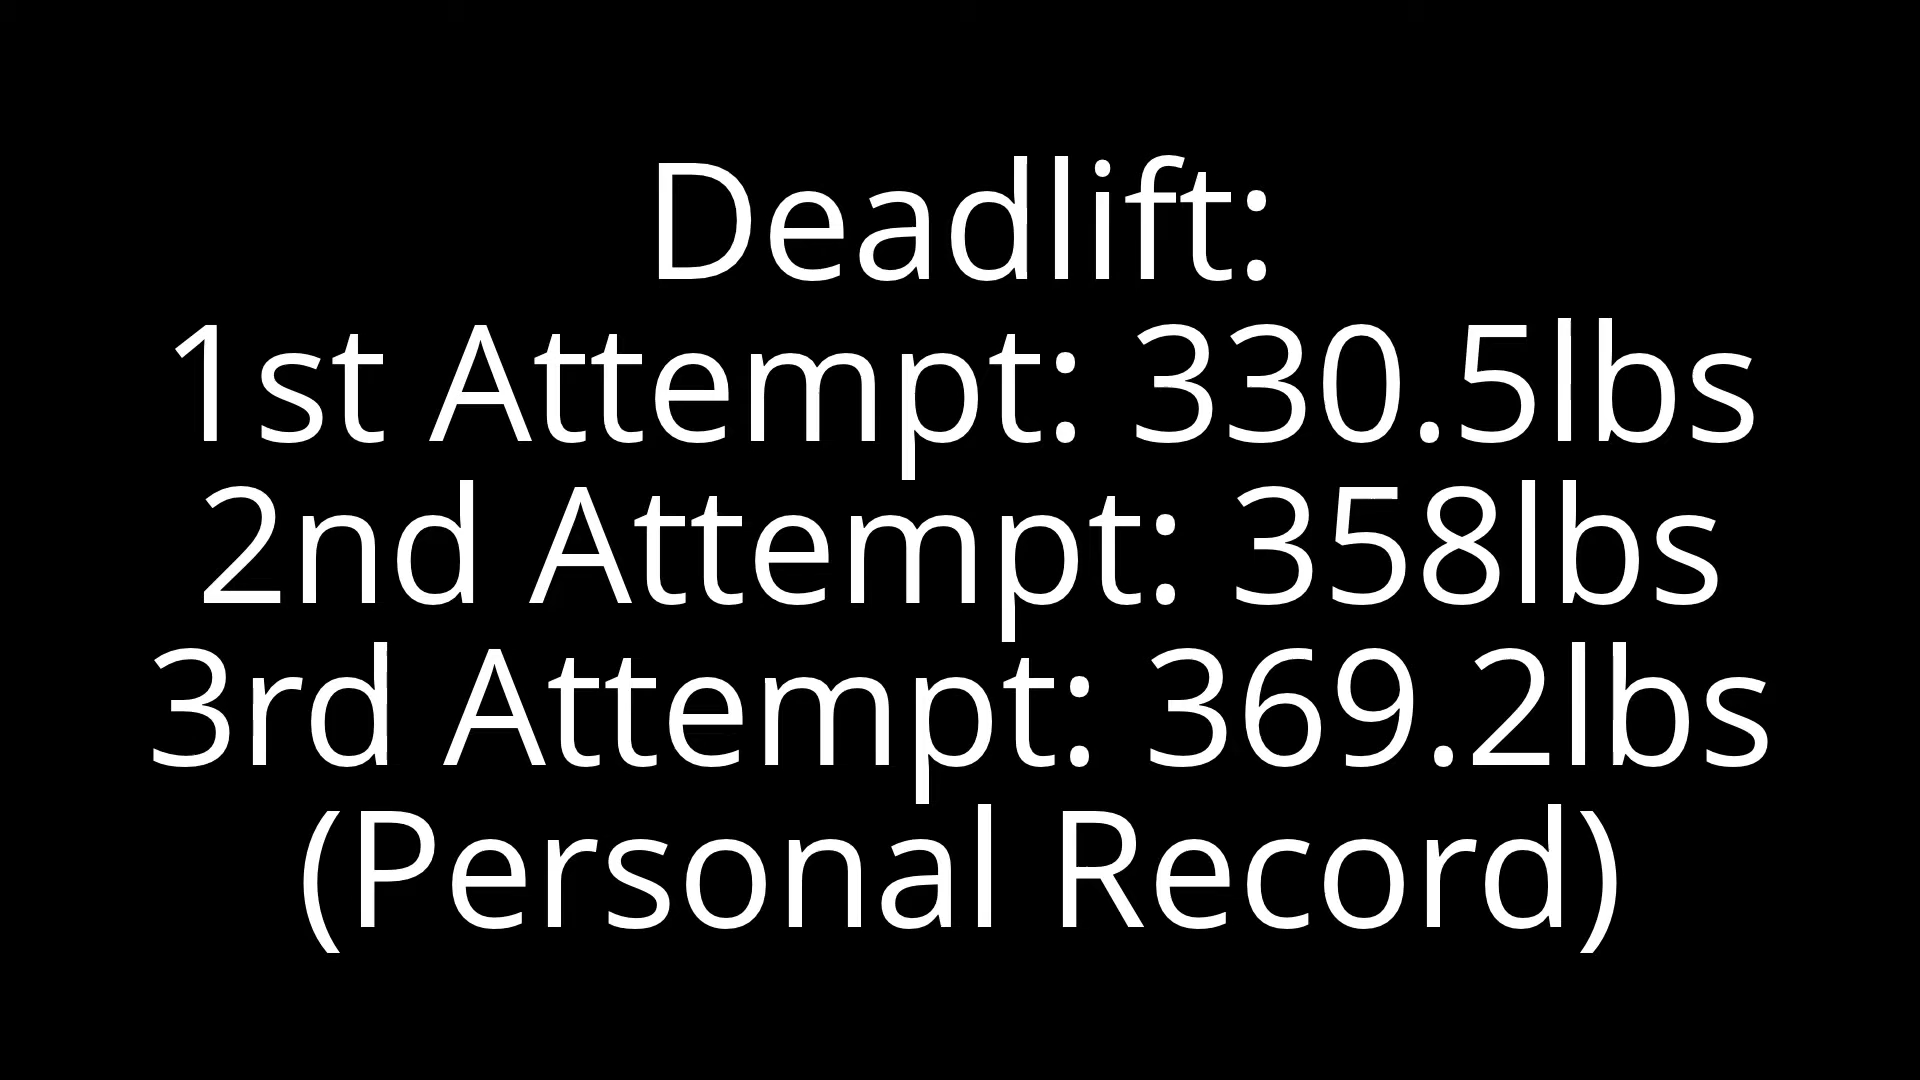 Deadlift:
1st Attempt: 330.5lbs
2nd Attempt: 358lbs
3rd Attempt: 369.2lbs
(Personal Record)